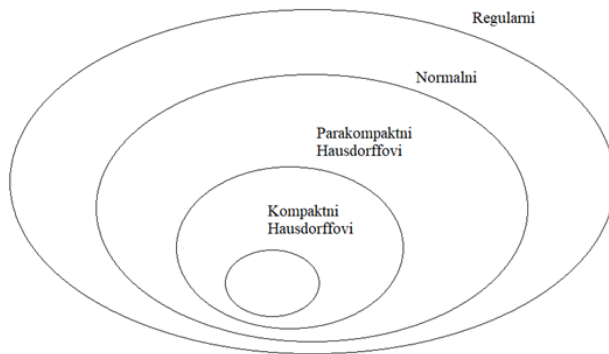 Regularni
Normalni
Parakompaktni
Hausdorffovi
Kompaktni
Hausdorffovi